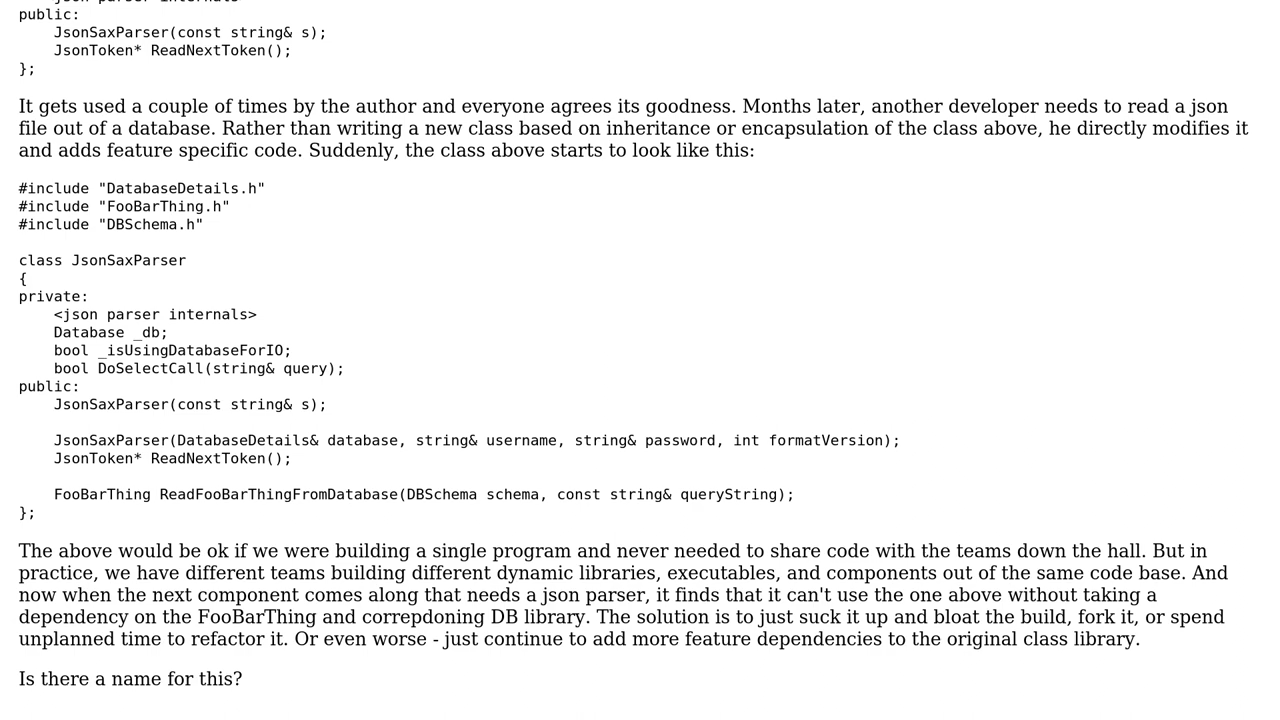 public:
    JsonSaxParser(const string& s);
    JsonToken* ReadNextToken();
};
It gets used a couple of times by the author and everyone agrees its goodness. Months later, another developer needs to read a json
file out of a database. Rather than writing a new class based on inheritance or encapsulation of the class above, he directly modifies it
and adds feature specific code. Suddenly, the class above starts to look like this:
#include "DatabaseDetails.h"
#include "FooBarThing.h"
#include "DBSchema.h"
class JsonSaxParser
{
private:
    <json parser internals>
    Database _db;
    bool _isUsingDatabaseForIO;
    bool DoSelectCall(string& query);
public:
    JsonSaxParser(const string& s);
    JsonSaxParser(DatabaseDetails& database, string& username, string& password, int formatVersion);
    JsonToken* ReadNextToken();
    FooBarThing ReadFooBarThingFromDatabase(DBSchema schema, const string& queryString);
};
The above would be ok if we were building a single program and never needed to share code with the teams down the hall. But in
practice, we have different teams building different dynamic libraries, executables, and components out of the same code base. And
now when the next component comes along that needs a json parser, it finds that it can't use the one above without taking a
dependency on the FooBarThing and correpdoning DB library. The solution is to just suck it up and bloat the build, fork it, or spend
unplanned time to refactor it. Or even worse - just continue to add more feature dependencies to the original class library.
Is there a name for this?